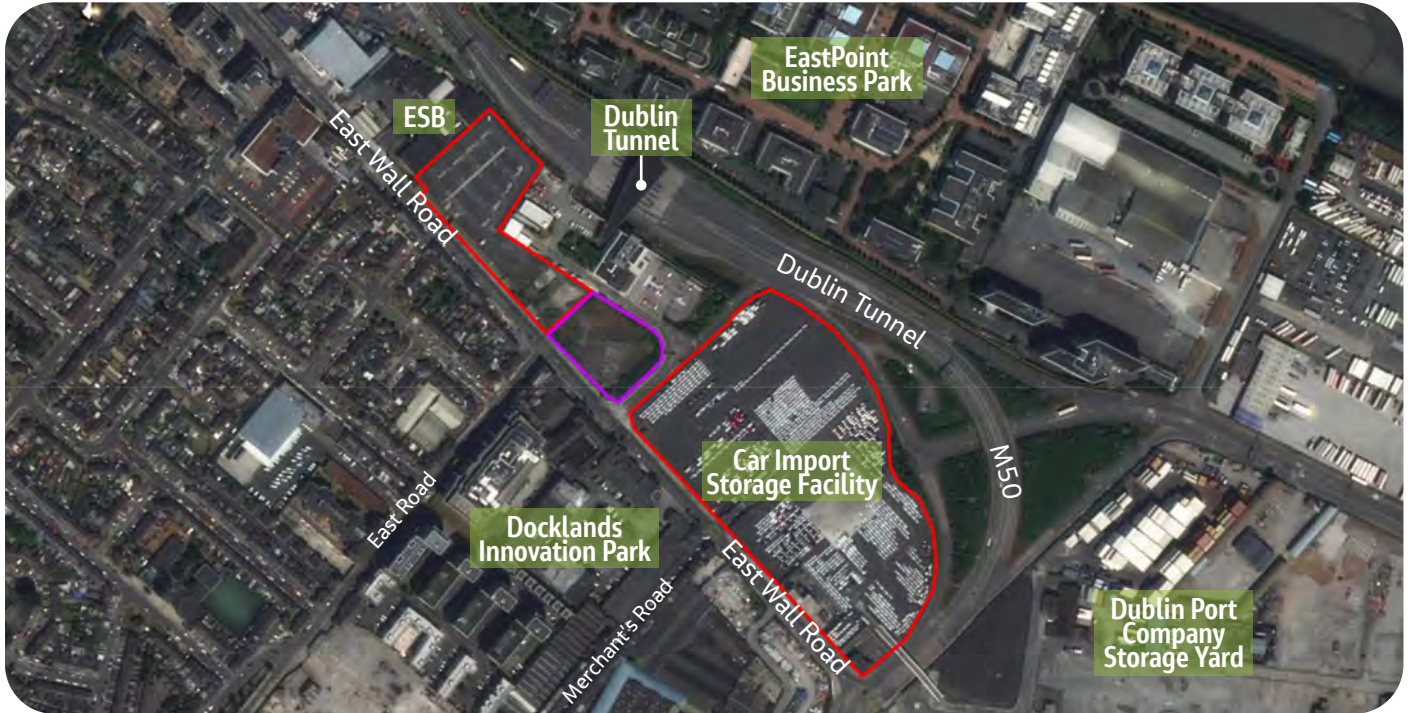 EastPoint
Business Park
ESB
Dublin
Tunnel
East Wall Road
Dublin Tunnel
M50
Car Import
Storage Facility
East Road
Docklands
Innovation Park
East Wall Road
Merchant's Road
Dublin Port
Company
Storage Yard